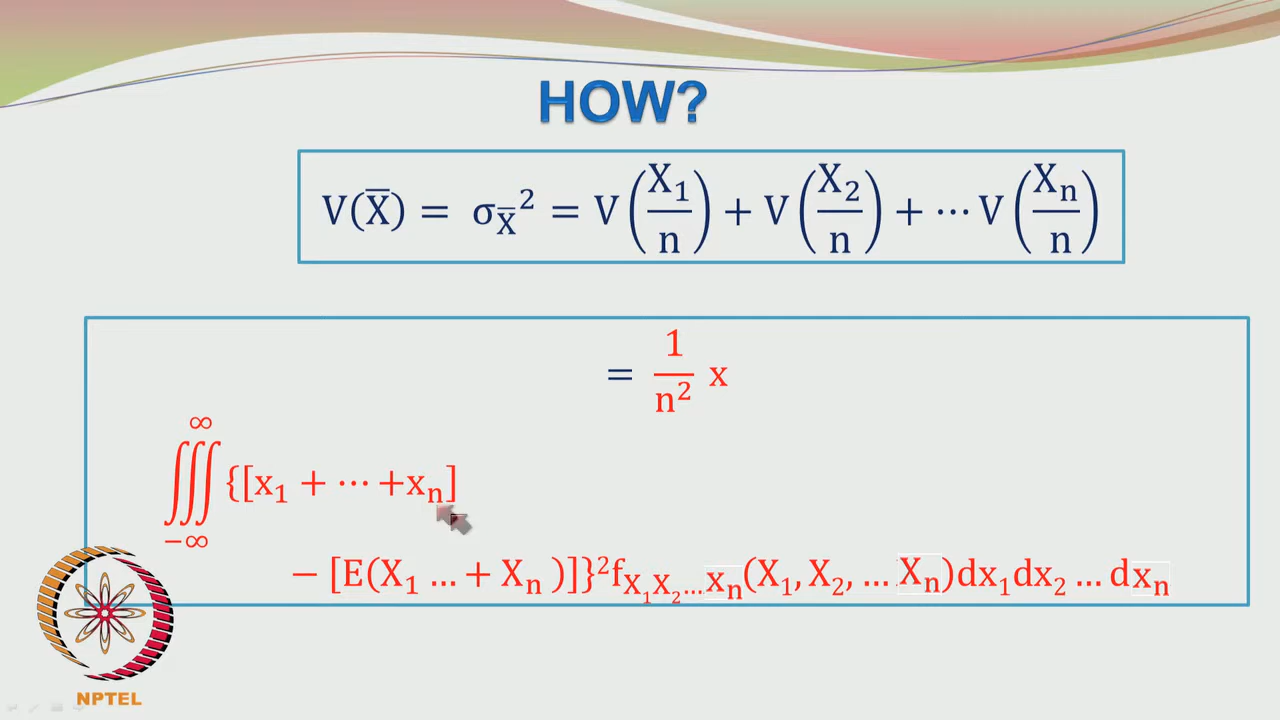 HOW?
V(X̄) = σ_X̄² = V(X₁/n) + V(X₂/n) + ⋯ V(Xₙ/n)
= 1/n² x
∭_{−∞}^{∞} {[x₁ + ⋯ +xₙ]
− [E(X₁ … + Xₙ )]}²f_{X₁X₂…xₙ}(X₁, X₂, … Xₙ)dx₁dx₂ … dxₙ
NPTEL